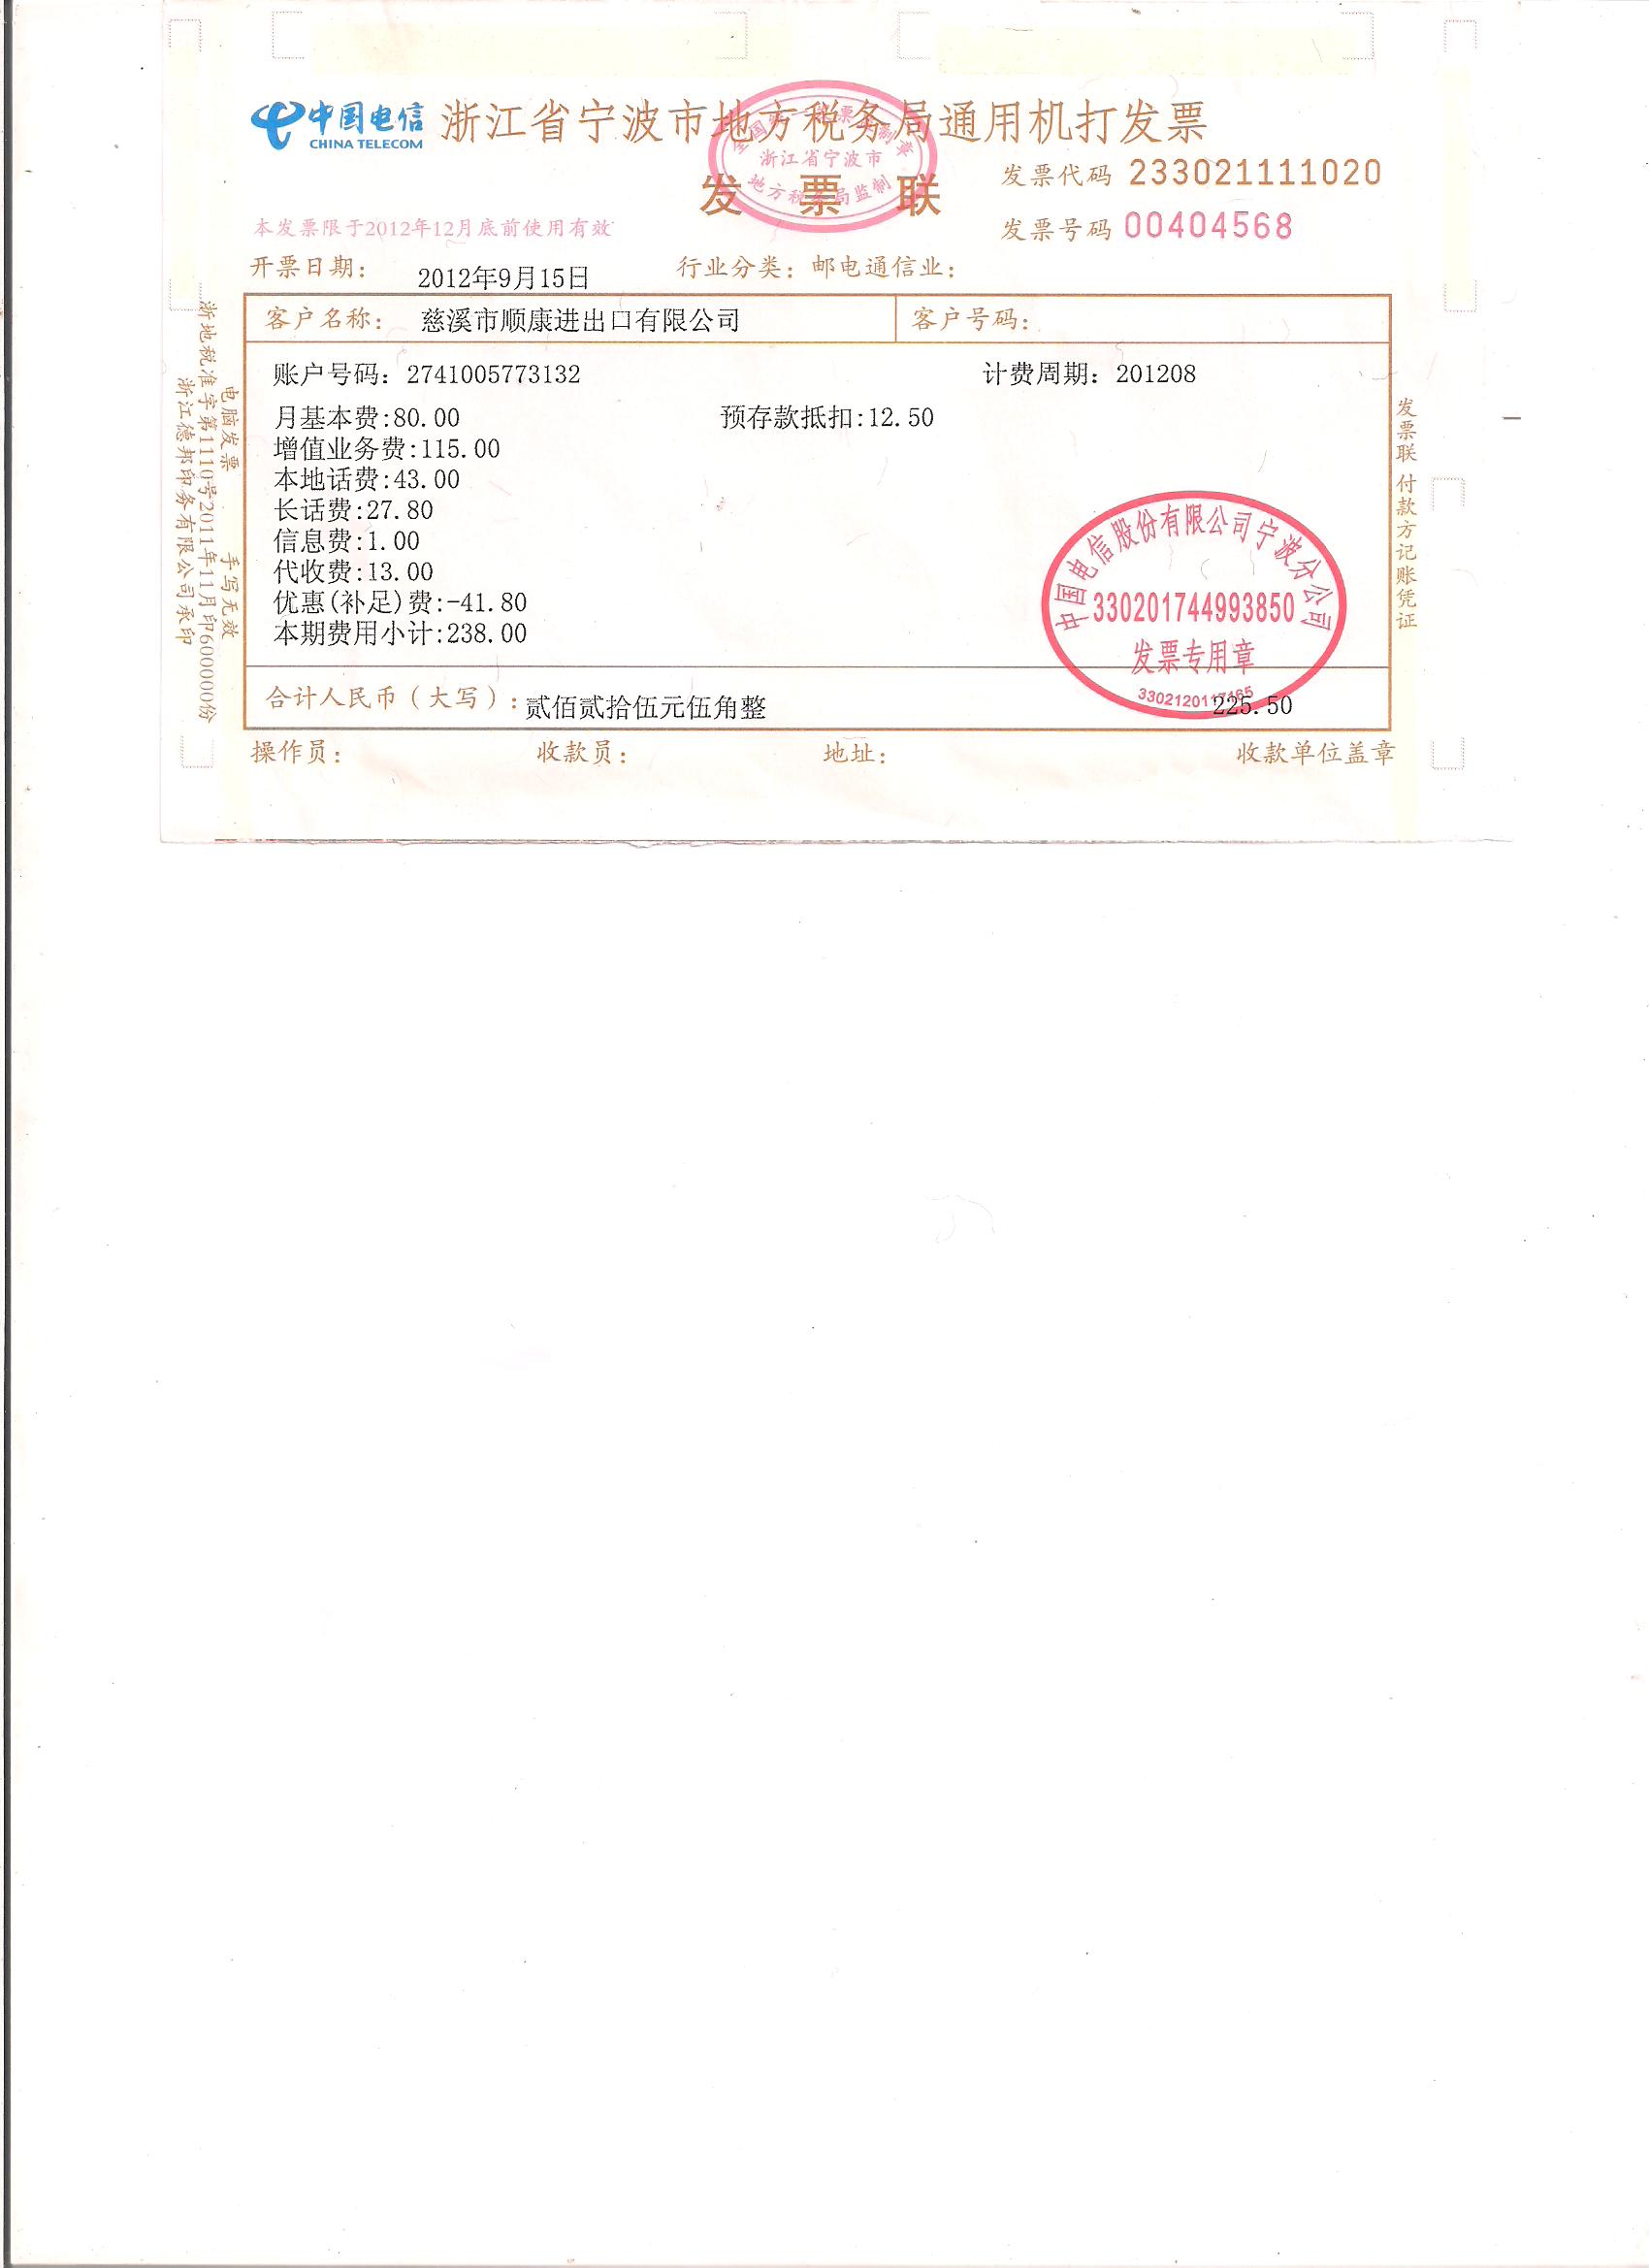 中国电信 浙江省宁波市地方税务局通用机打发票
CHINA TELECOM
全国统一发票监制章
浙江省宁波市
地方税务局监制
发票联
发票代码 233021111020
本发票限于2012年12月底前使用有效
发票号码 00404568
开票日期： 2012年9月15日 行业分类：邮电通信业：
客户名称： 慈溪市顺康进出口有限公司 客户号码：
账户号码：2741005773132 计费周期：201208
月基本费:80.00 预存款抵扣:12.50
增值业务费:115.00
本地话费:43.00
长话费:27.80
信息费:1.00
代收费:13.00
优惠(补足)费:-41.80
本期费用小计:238.00
中国电信股份有限公司宁波分公司
330201744993850
发票专用章
合计人民币（大写）：贰佰贰拾伍元伍角整 225.50
操作员： 收款员： 地址： 收款单位盖章
电脑发票 手写无效
浙地税准字第1110号2011年11月印600000份
浙江德邦印务有限公司承印
发票联 付款方记账凭证